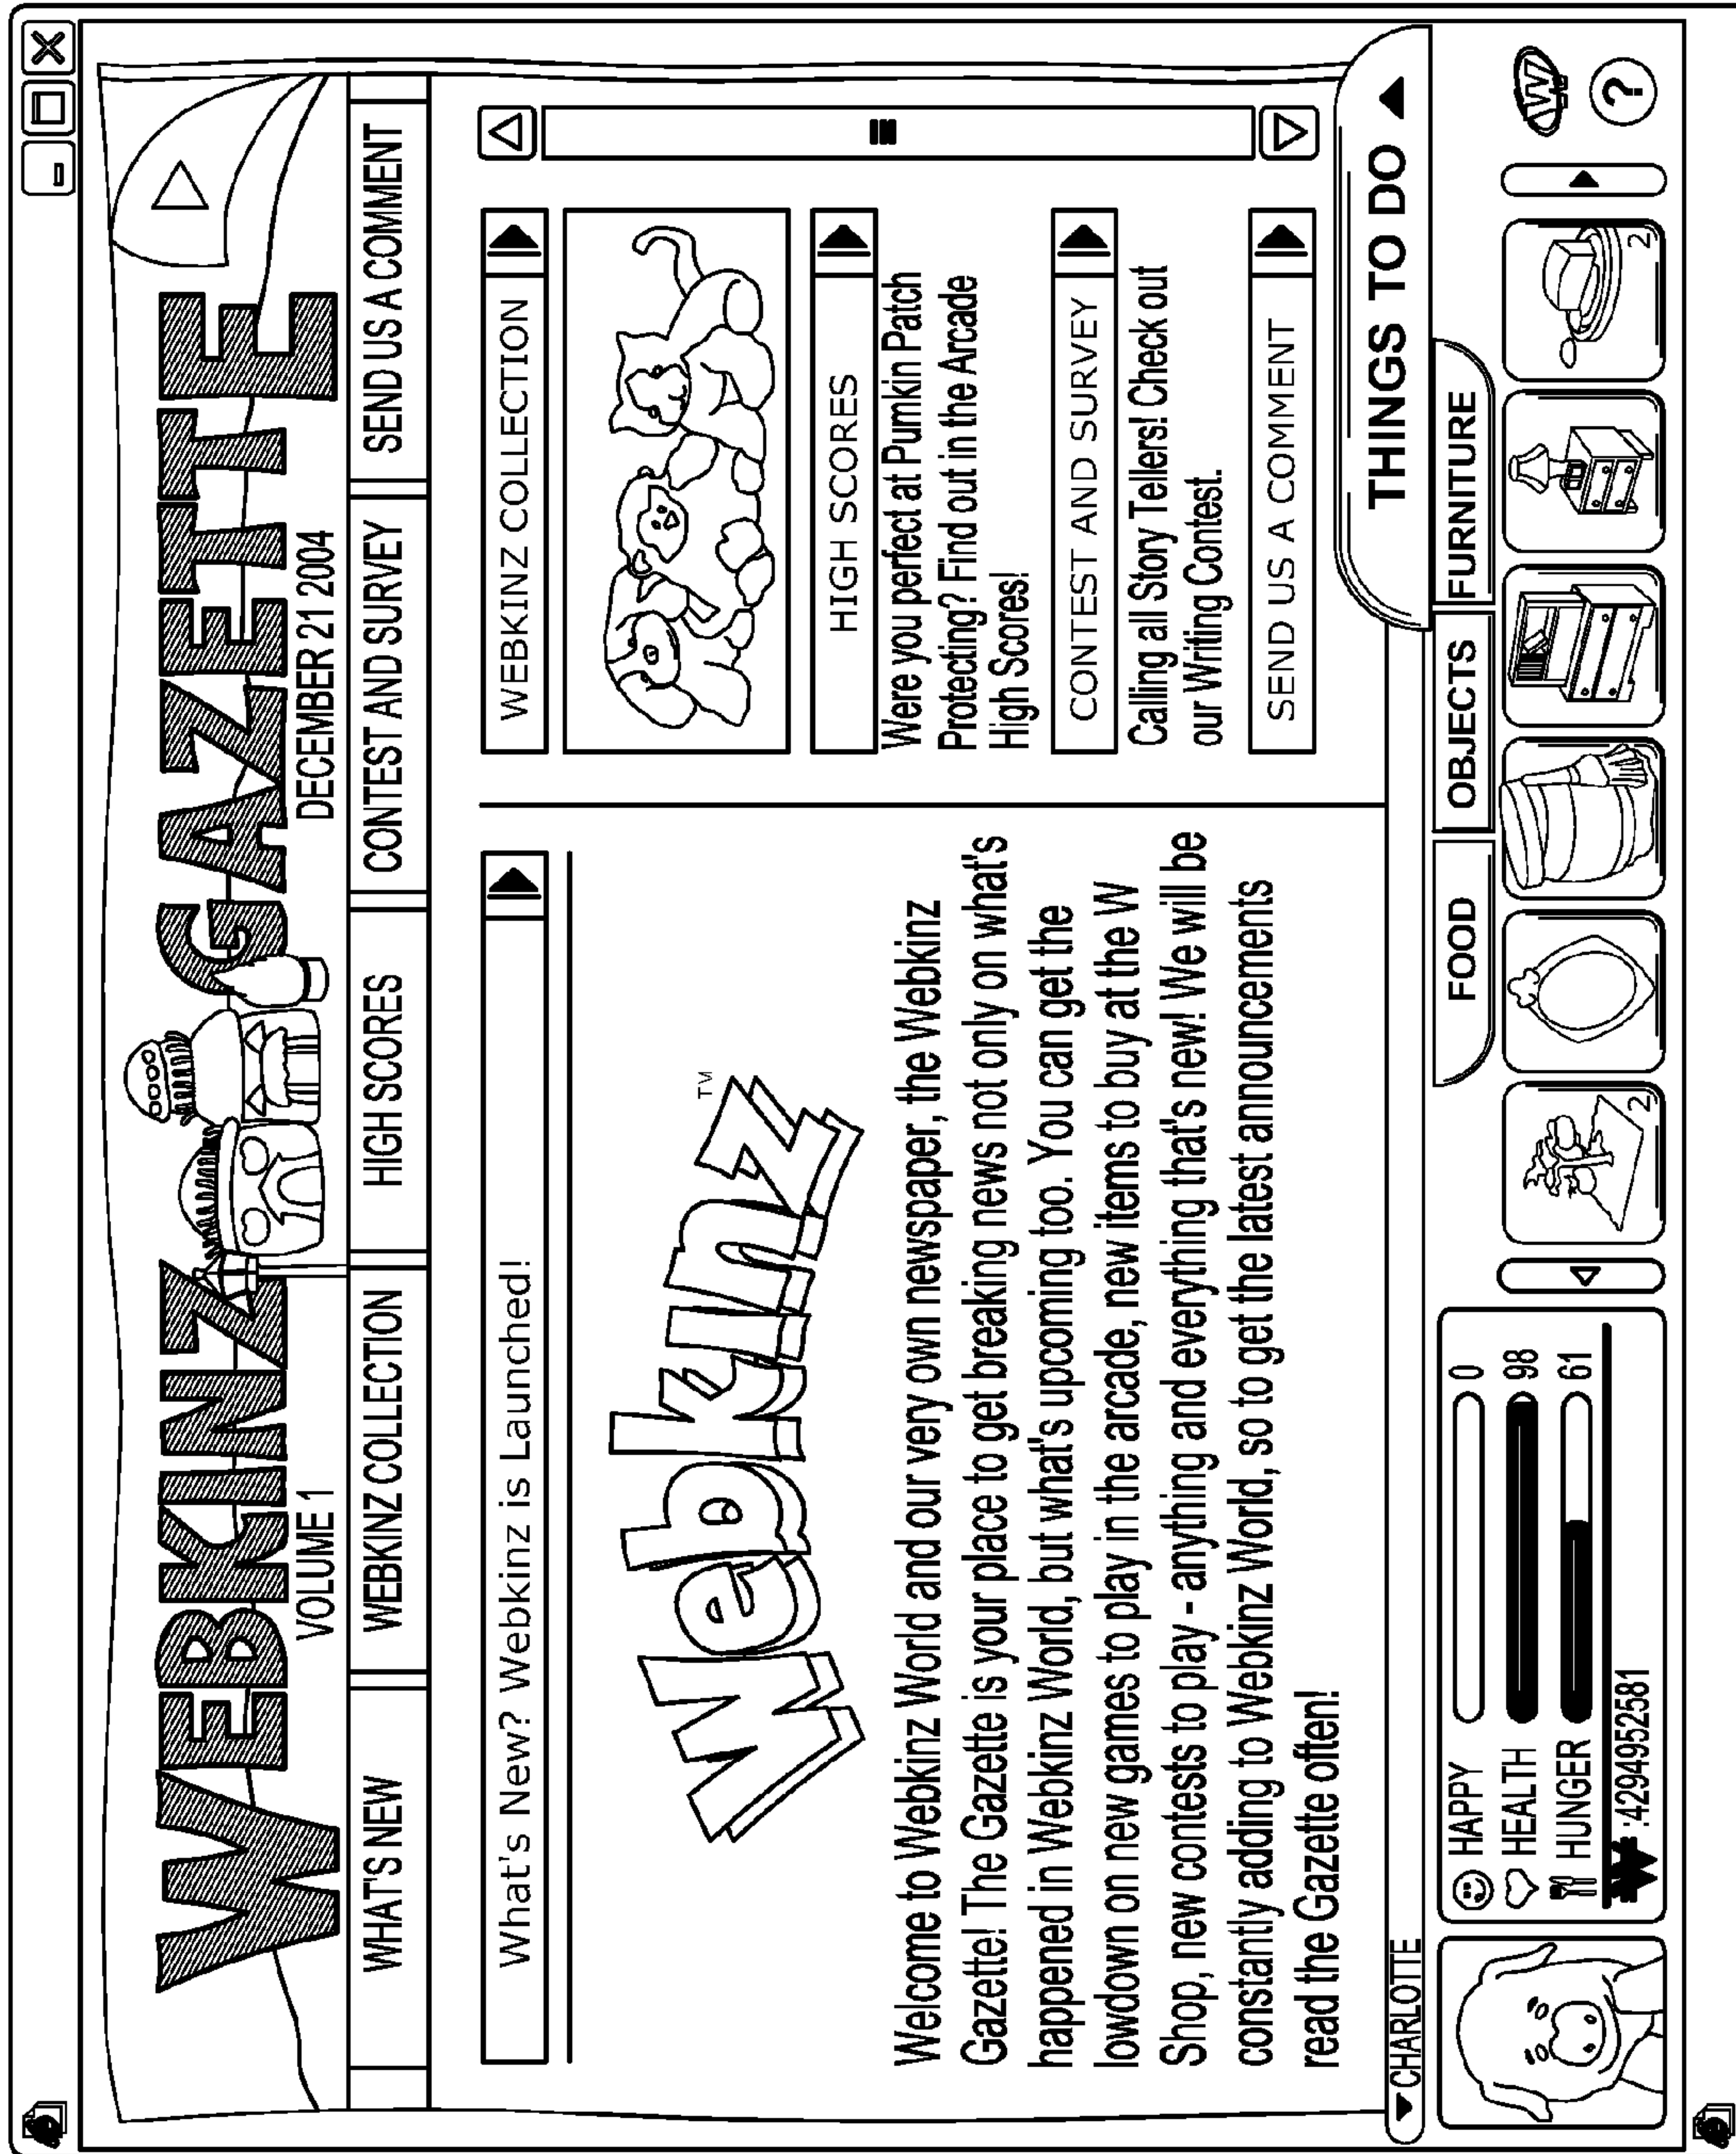 WEBKINZ GAZETTE
VOLUME 1
DECEMBER 21 2004
WHAT'S NEW
WEBKINZ COLLECTION
HIGH SCORES
CONTEST AND SURVEY
SEND US A COMMENT
What's New? Webkinz is Launched!
Webkinz™
Welcome to Webkinz World and our very own newspaper, the Webkinz
Gazette! The Gazette is your place to get breaking news not only on what's
happened in Webkinz World, but what's upcoming too. You can get the
lowdown on new games to play in the arcade, new items to buy at the W
Shop, new contests to play - anything and everything that's new! We will be
constantly adding to Webkinz World, so to get the latest announcements
read the Gazette often!
WEBKINZ COLLECTION
HIGH SCORES
Were you perfect at Pumkin Patch
Protecting? Find out in the Arcade
High Scores!
CONTEST AND SURVEY
Calling all Story Tellers! Check out
our Writing Contest.
SEND US A COMMENT
THINGS TO DO
CHARLOTTE
HAPPY 0
HEALTH 98
HUNGER 61
W :4294952581
FOOD
OBJECTS
FURNITURE
2
2
W
?